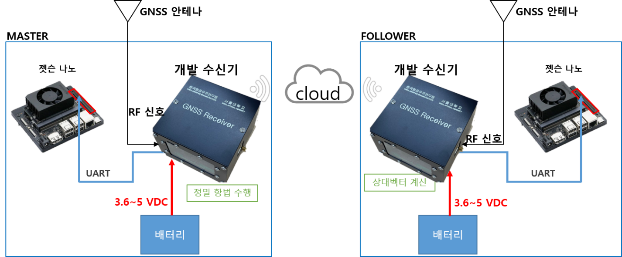 GNSS 안테나
MASTER
젯슨 나노
개발 수신기
RF 신호
GNSS Receiver
UART
정밀 항법 수행
3.6~5 VDC
배터리
cloud
GNSS 안테나
FOLLOWER
개발 수신기
젯슨 나노
RF 신호
GNSS Receiver
상대벡터 계산
UART
3.6~5 VDC
배터리